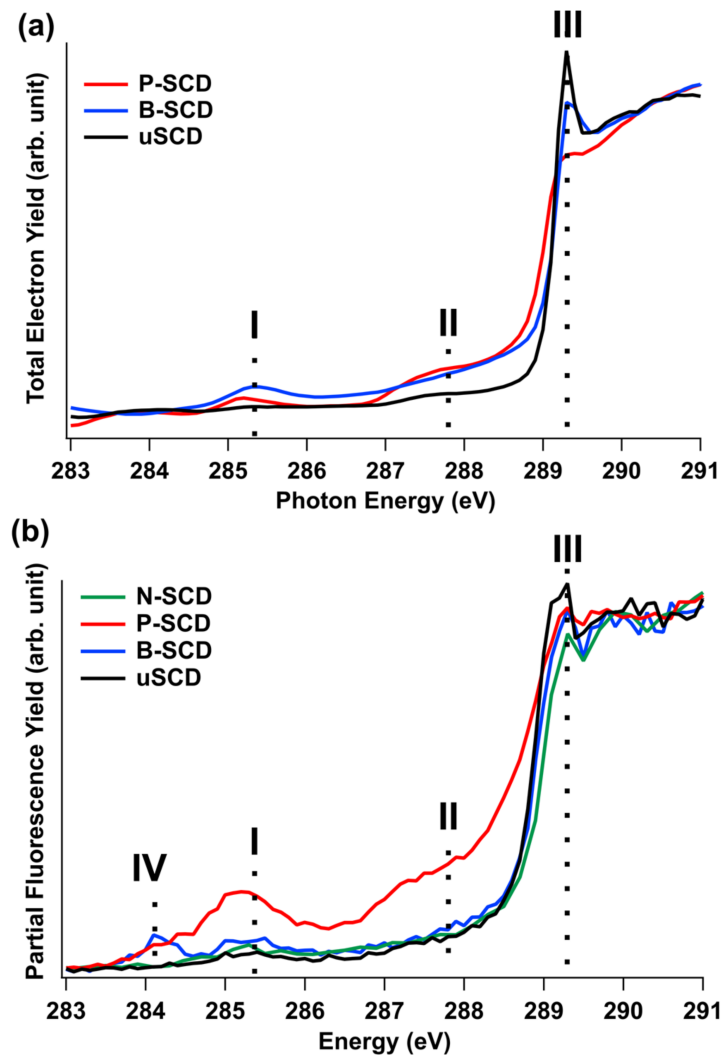 (a)
III
P-SCD
B-SCD
uSCD
Total Electron Yield (arb. unit)
I
II
283 284 285 286 287 288 289 290 291
Photon Energy (eV)
(b)
III
N-SCD
P-SCD
B-SCD
uSCD
Partial Fluorescence Yield (arb. unit)
IV
I
II
283 284 285 286 287 288 289 290 291
Energy (eV)